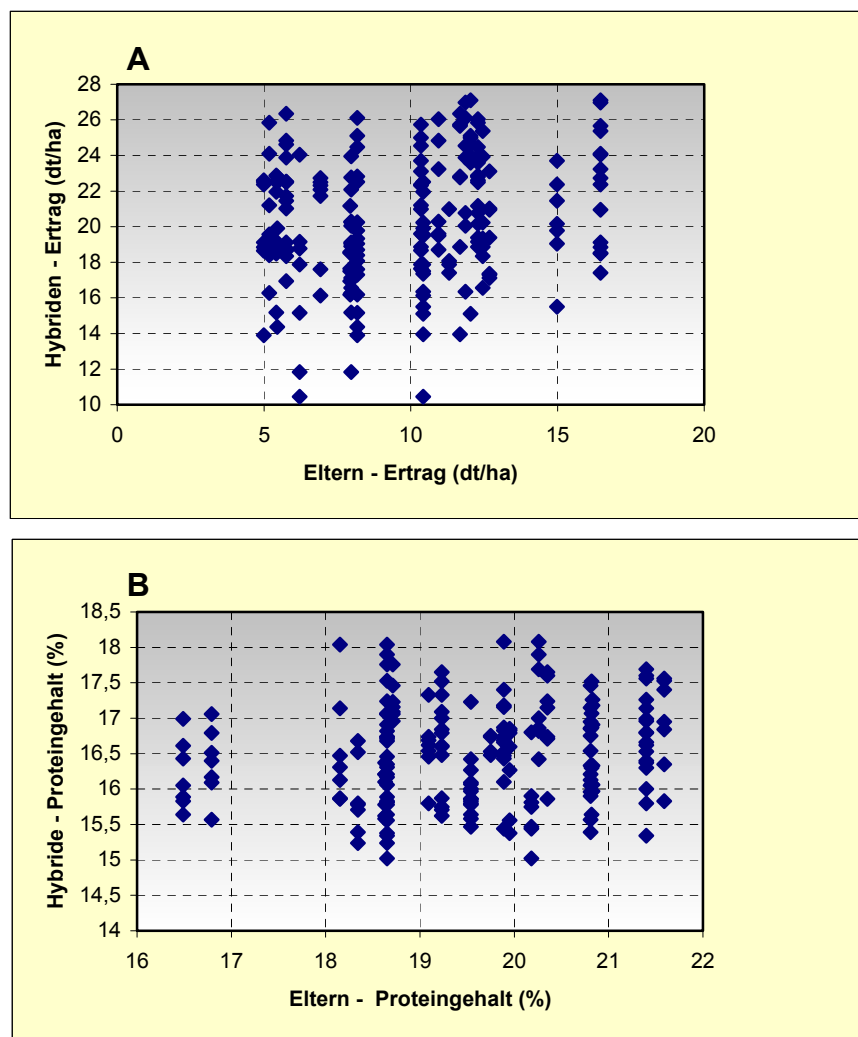 A
28
26
24
22
20
18
16
14
12
10
Hybriden - Ertrag (dt/ha)
0 5 10 15 20
Eltern - Ertrag (dt/ha)
B
18,5
18
17,5
17
16,5
16
15,5
15
14,5
14
Hybride - Proteingehalt (%)
16 17 18 19 20 21 22
Eltern - Proteingehalt (%)